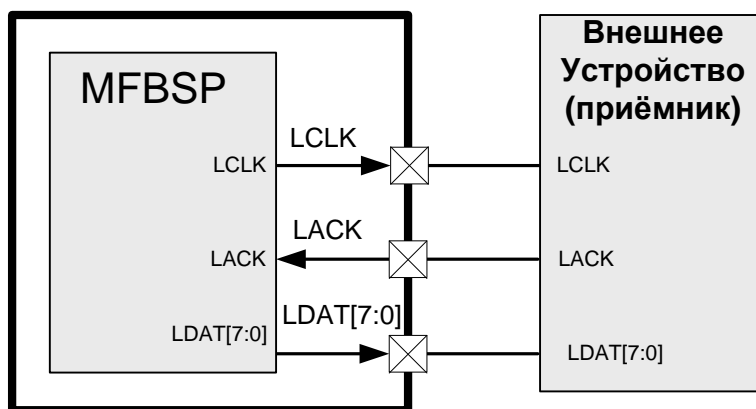 MFBSP
LCLK
LCLK
LACK
LACK
LDAT[7:0]
LDAT[7:0]
Внешнее
Устройство
(приёмник)
LCLK
LACK
LDAT[7:0]